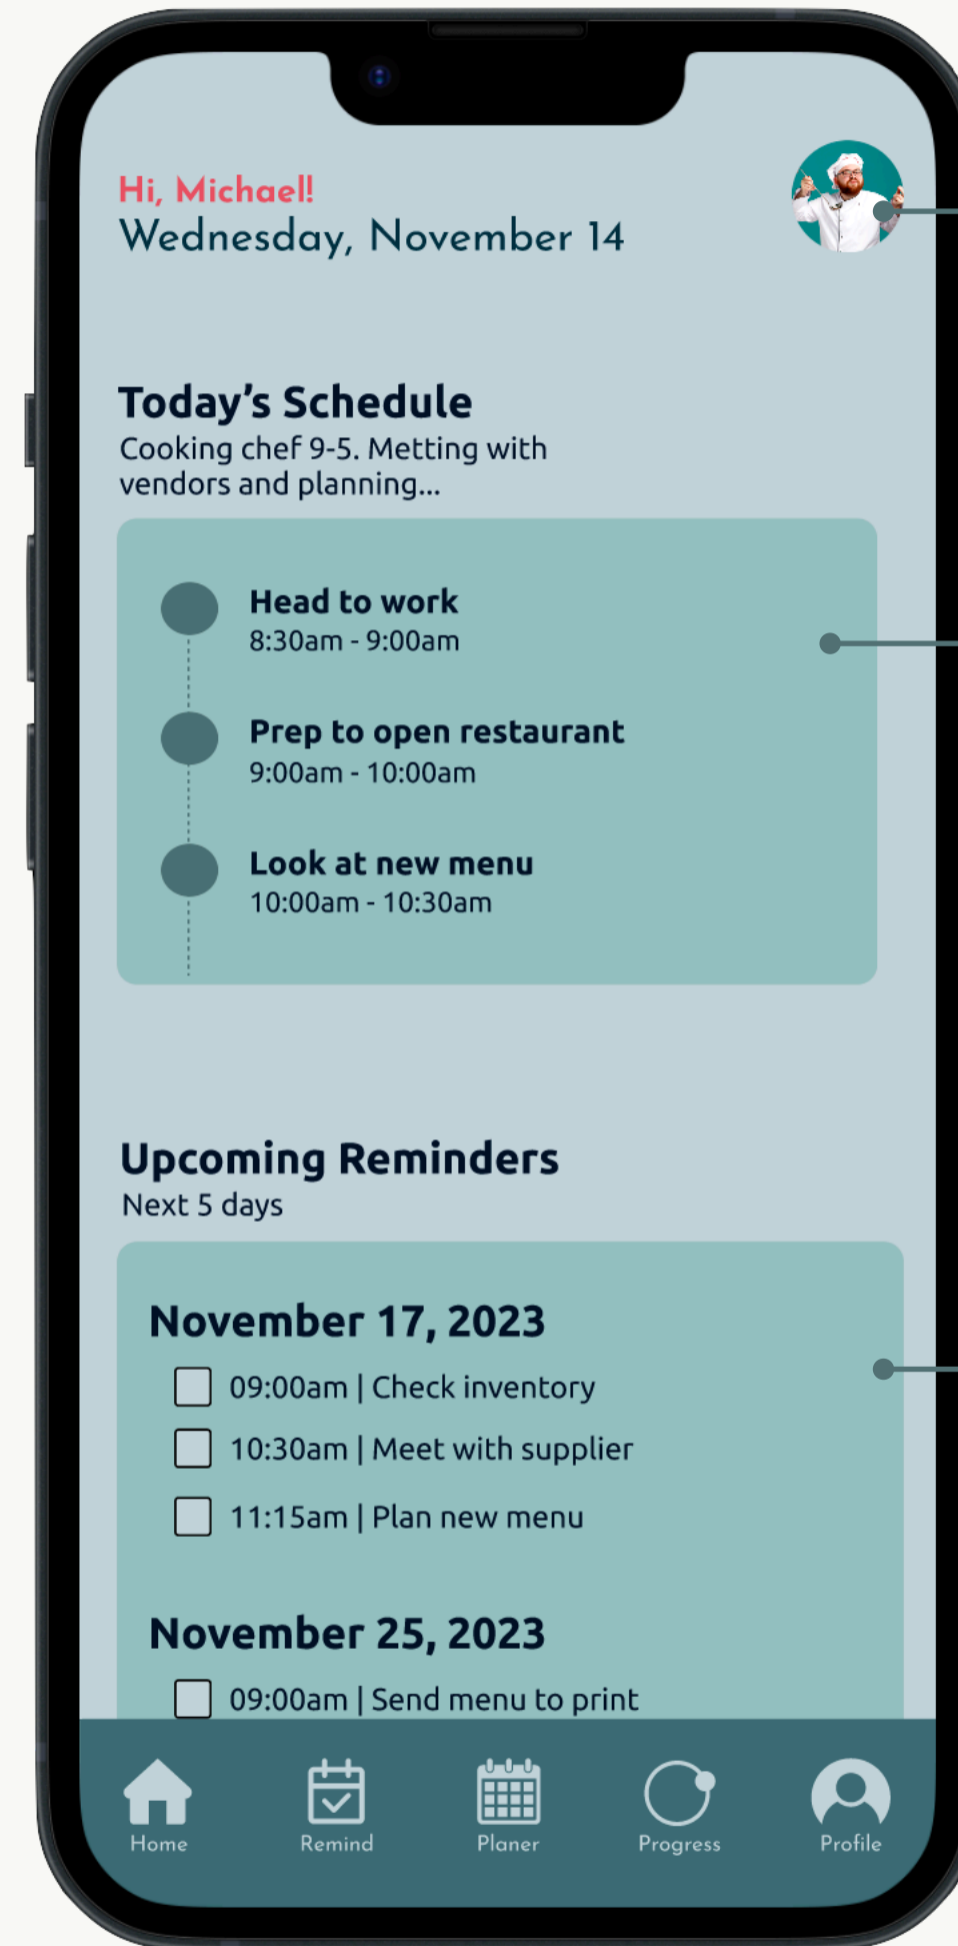 Hi, Michael!
Wednesday, November 14
Today's Schedule
Cooking chef 9-5. Metting with
vendors and planning...
Head to work
8:30am - 9:00am
Prep to open restaurant
9:00am - 10:00am
Look at new menu
10:00am - 10:30am
Upcoming Reminders
Next 5 days
November 17, 2023
09:00am | Check inventory
10:30am | Meet with supplier
11:15am | Plan new menu
November 25, 2023
09:00am | Send menu to print
Home Remind Planer Progress Profile